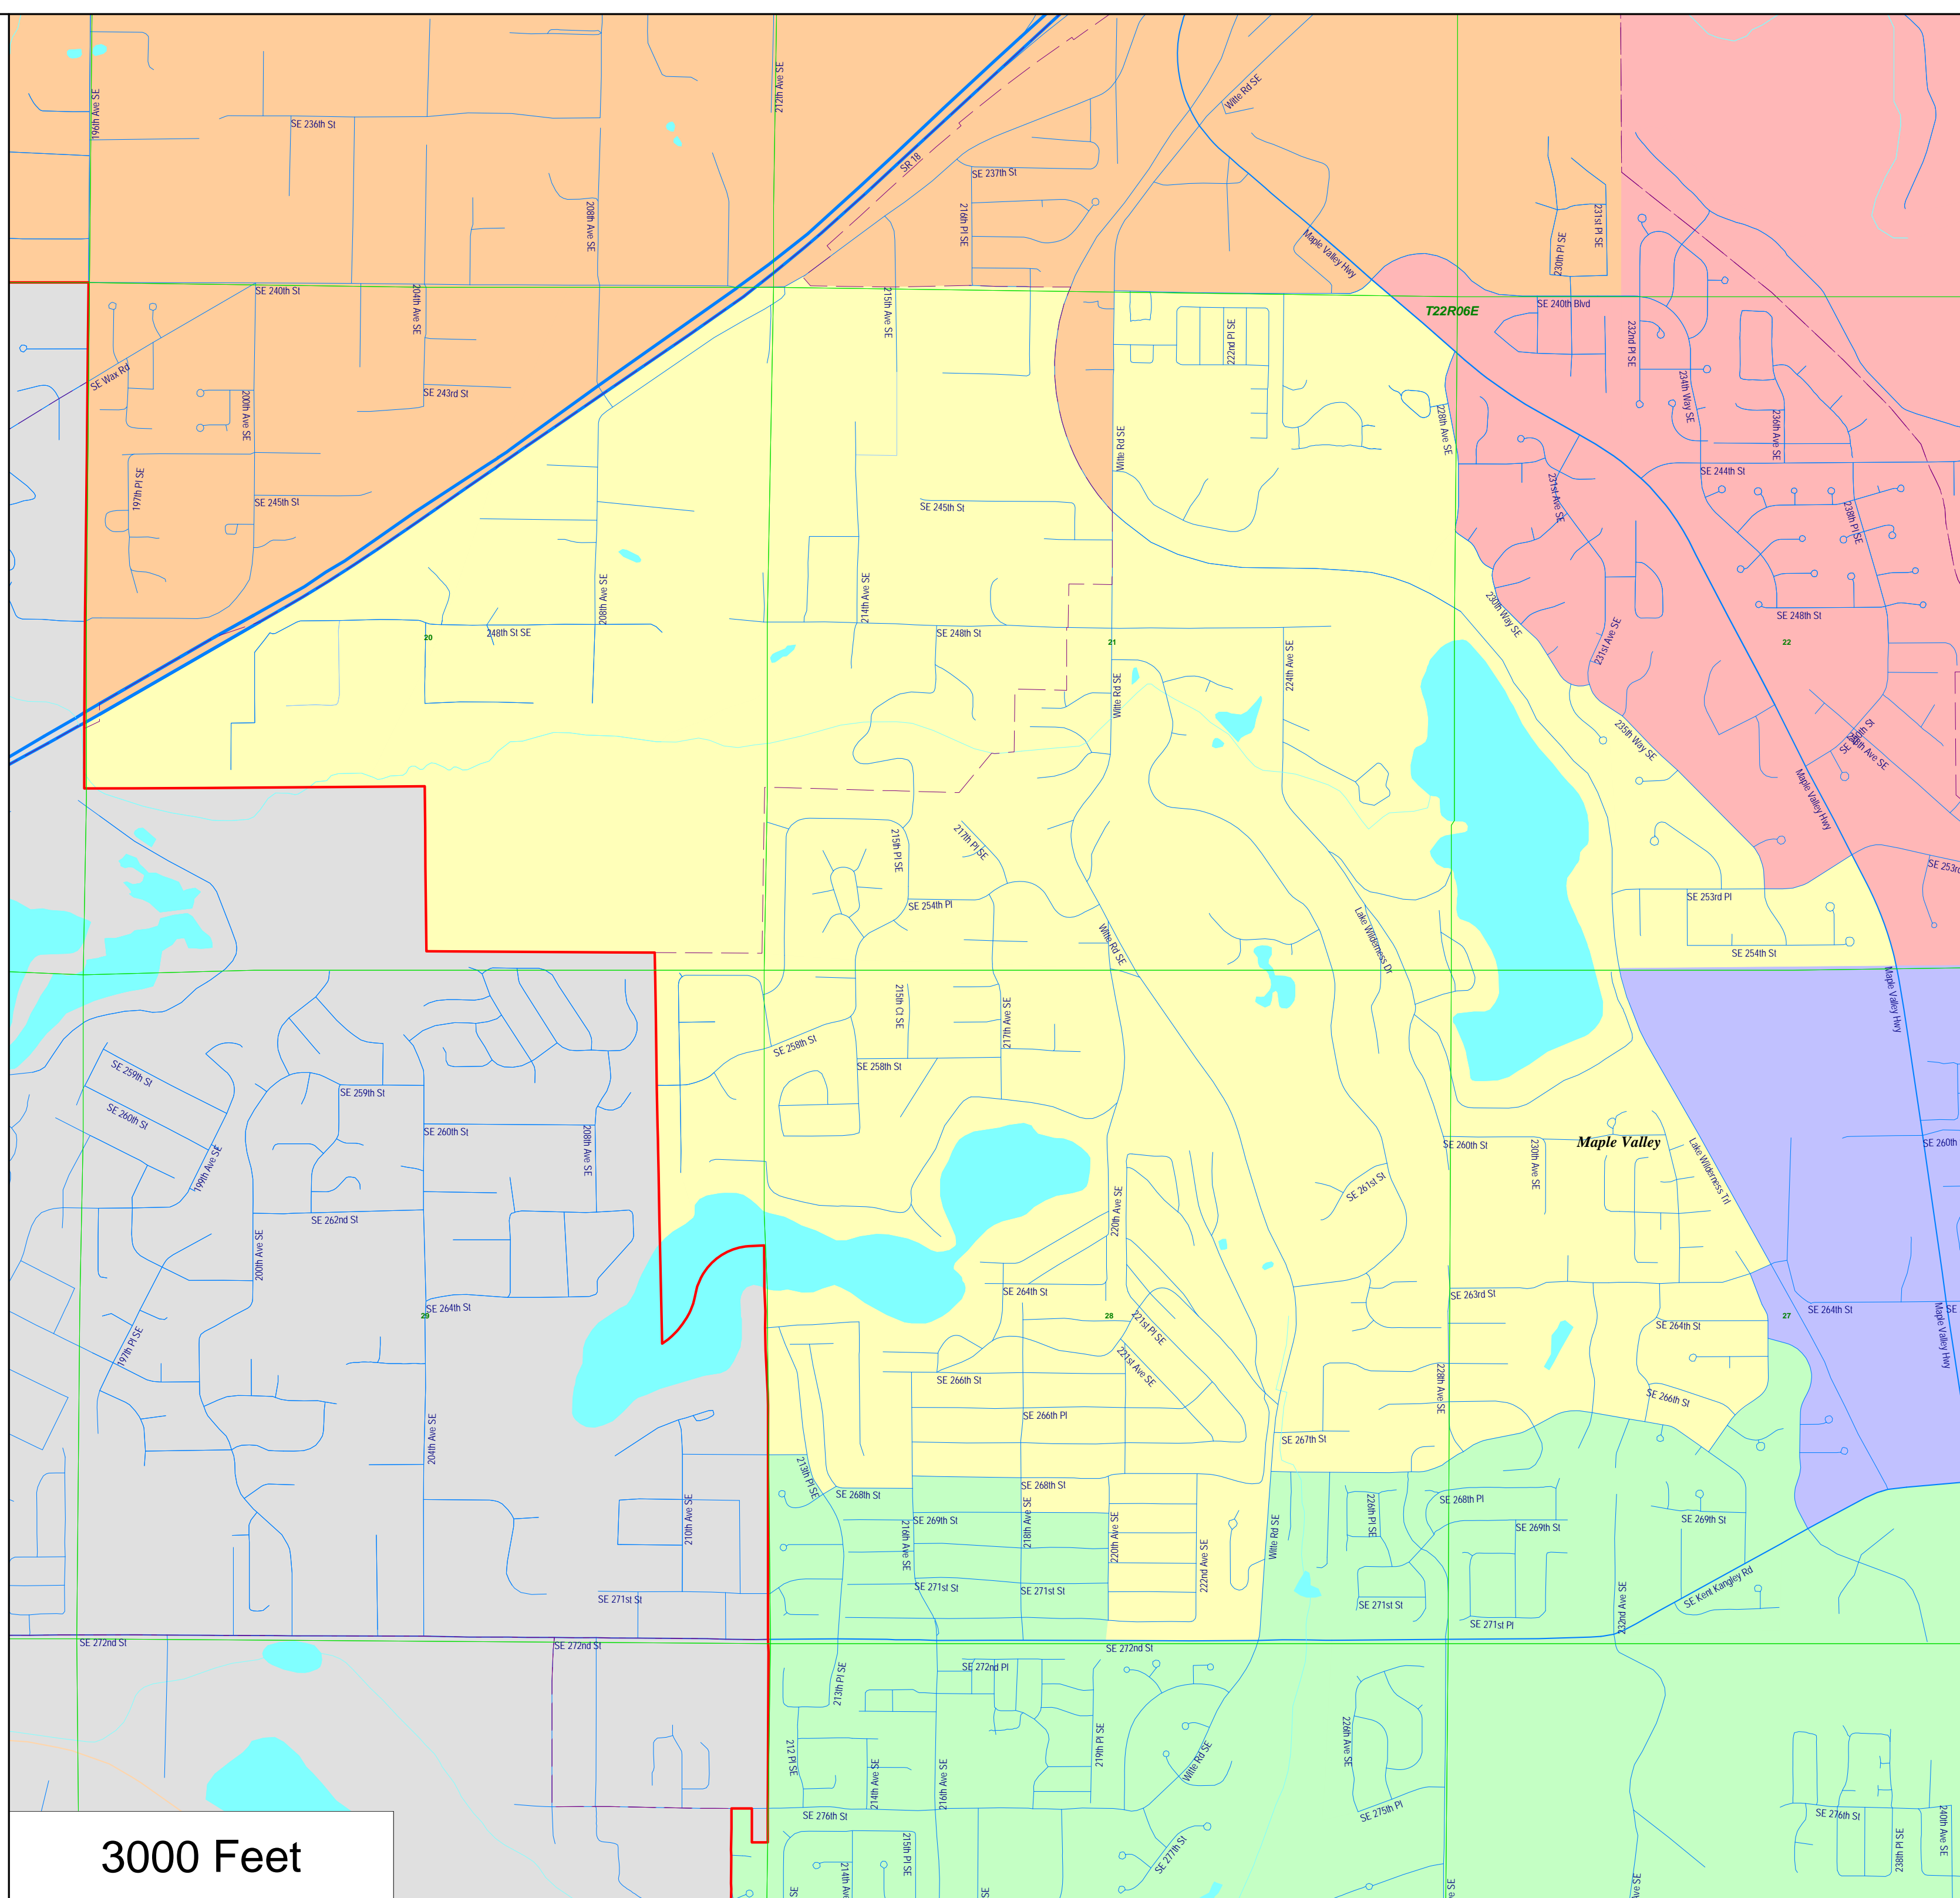 196th Ave SE
212th Ave SE
Witte Rd SE
SE 236th St
SR 18
SE 237th St
208th Ave SE
216th Pl SE
231st Pl SE
230th Pl SE
Maple Valley Hwy
SE 240th St
204th Ave SE
215th Ave SE
T22R06E
SE 240th Blvd
222nd Pl SE
232nd Pl SE
SE Wax Rd
SE 243rd St
200th Ave SE
234th Way SE
236th Ave SE
228th Ave SE
Witte Rd SE
197th Pl SE
SE 245th St
SE 245th St
231st Ave SE
SE 244th St
238th Pl SE
208th Ave SE
214th Ave SE
230th Way SE
SE 248th St
20
248th St SE
SE 248th St
21
22
224th Ave SE
231st Ave SE
Witte Rd SE
235th Way SE
Maple Valley Hwy
215th Pl SE
217th Pl SE
SE 253rd
SE 254th Pl
SE 253rd Pl
Lake Wilderness Dr
Witte Rd SE
SE 254th St
Maple Valley Hwy
215th Ct SE
217th Ave SE
SE 258th St
SE 258th St
SE 259th St
SE 259th St
SE 260th St
SE 260th St
208th Ave SE
199th Ave SE
SE 260th St
230th Ave SE
Maple Valley
Lake Wilderness Trl
SE 260th
SE 261st St
SE 262nd St
200th Ave SE
220th Ave SE
SE 264th St
SE 263rd St
SE 264th St
29
28
27
SE 264th St
SE
Maple Valley Hwy
197th Pl SE
221st Pl SE
221st Ave SE
SE 264th St
SE 266th St
228th Ave SE
SE 266th St
SE 266th Pl
204th Ave SE
SE 267th St
213th Pl SE
SE 268th St
SE 268th St
SE 268th Pl
210th Ave SE
216th Ave SE
SE 269th St
218th Ave SE
220th Ave SE
222nd Ave SE
Witte Rd SE
226th Pl SE
SE 269th St
SE 269th St
SE 271st St
SE 271st St
SE 271st St
SE 271st St
SE 271st Pl
232nd Ave SE
SE Kent Kangley Rd
SE 272nd St
SE 272nd St
SE 272nd St
SE 272nd Pl
213th Pl SE
212 Pl SE
214th Ave SE
216th Ave SE
219th Pl SE
Witte Rd SE
226th Ave SE
SE 275th Pl
SE 276th St
SE 276th St
240th Ave SE
3000 Feet
215th Pl SE
214th Av
SE 277th St
238th Pl SE
SE
SE